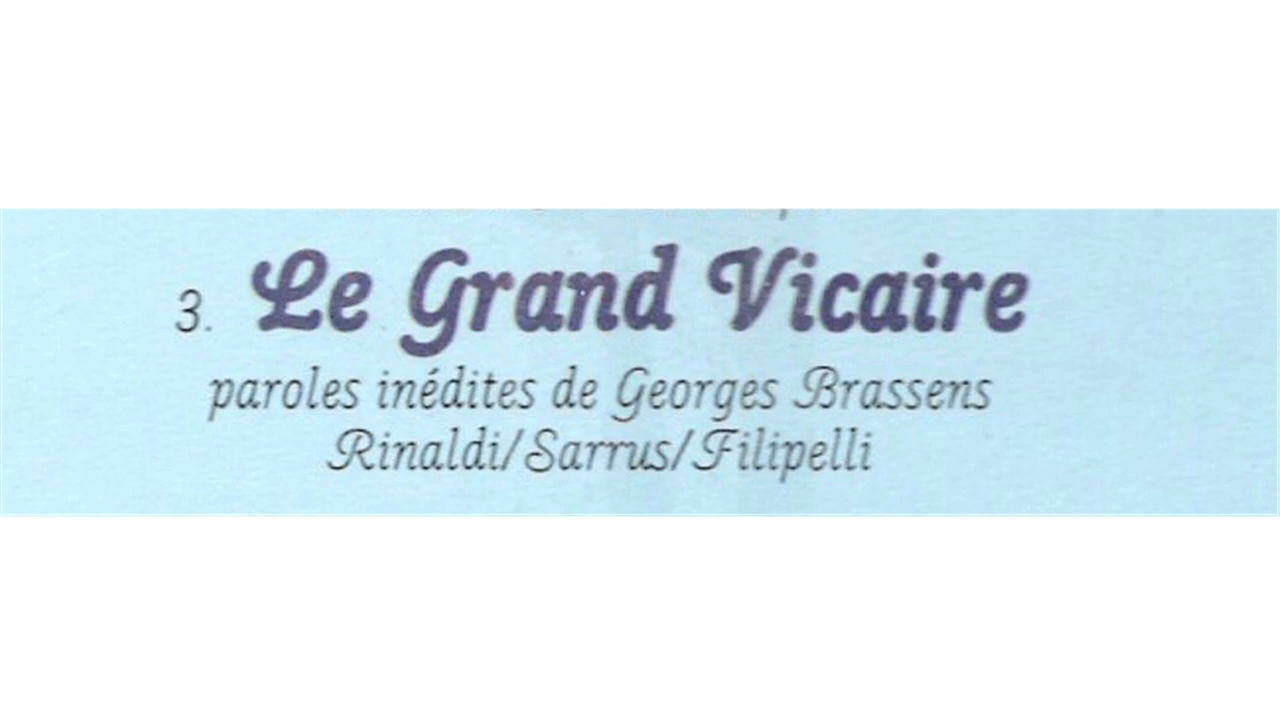 3. Le Grand Vicaire
paroles inédites de Georges Brassens
Rinaldi/Sarrus/Filipelli